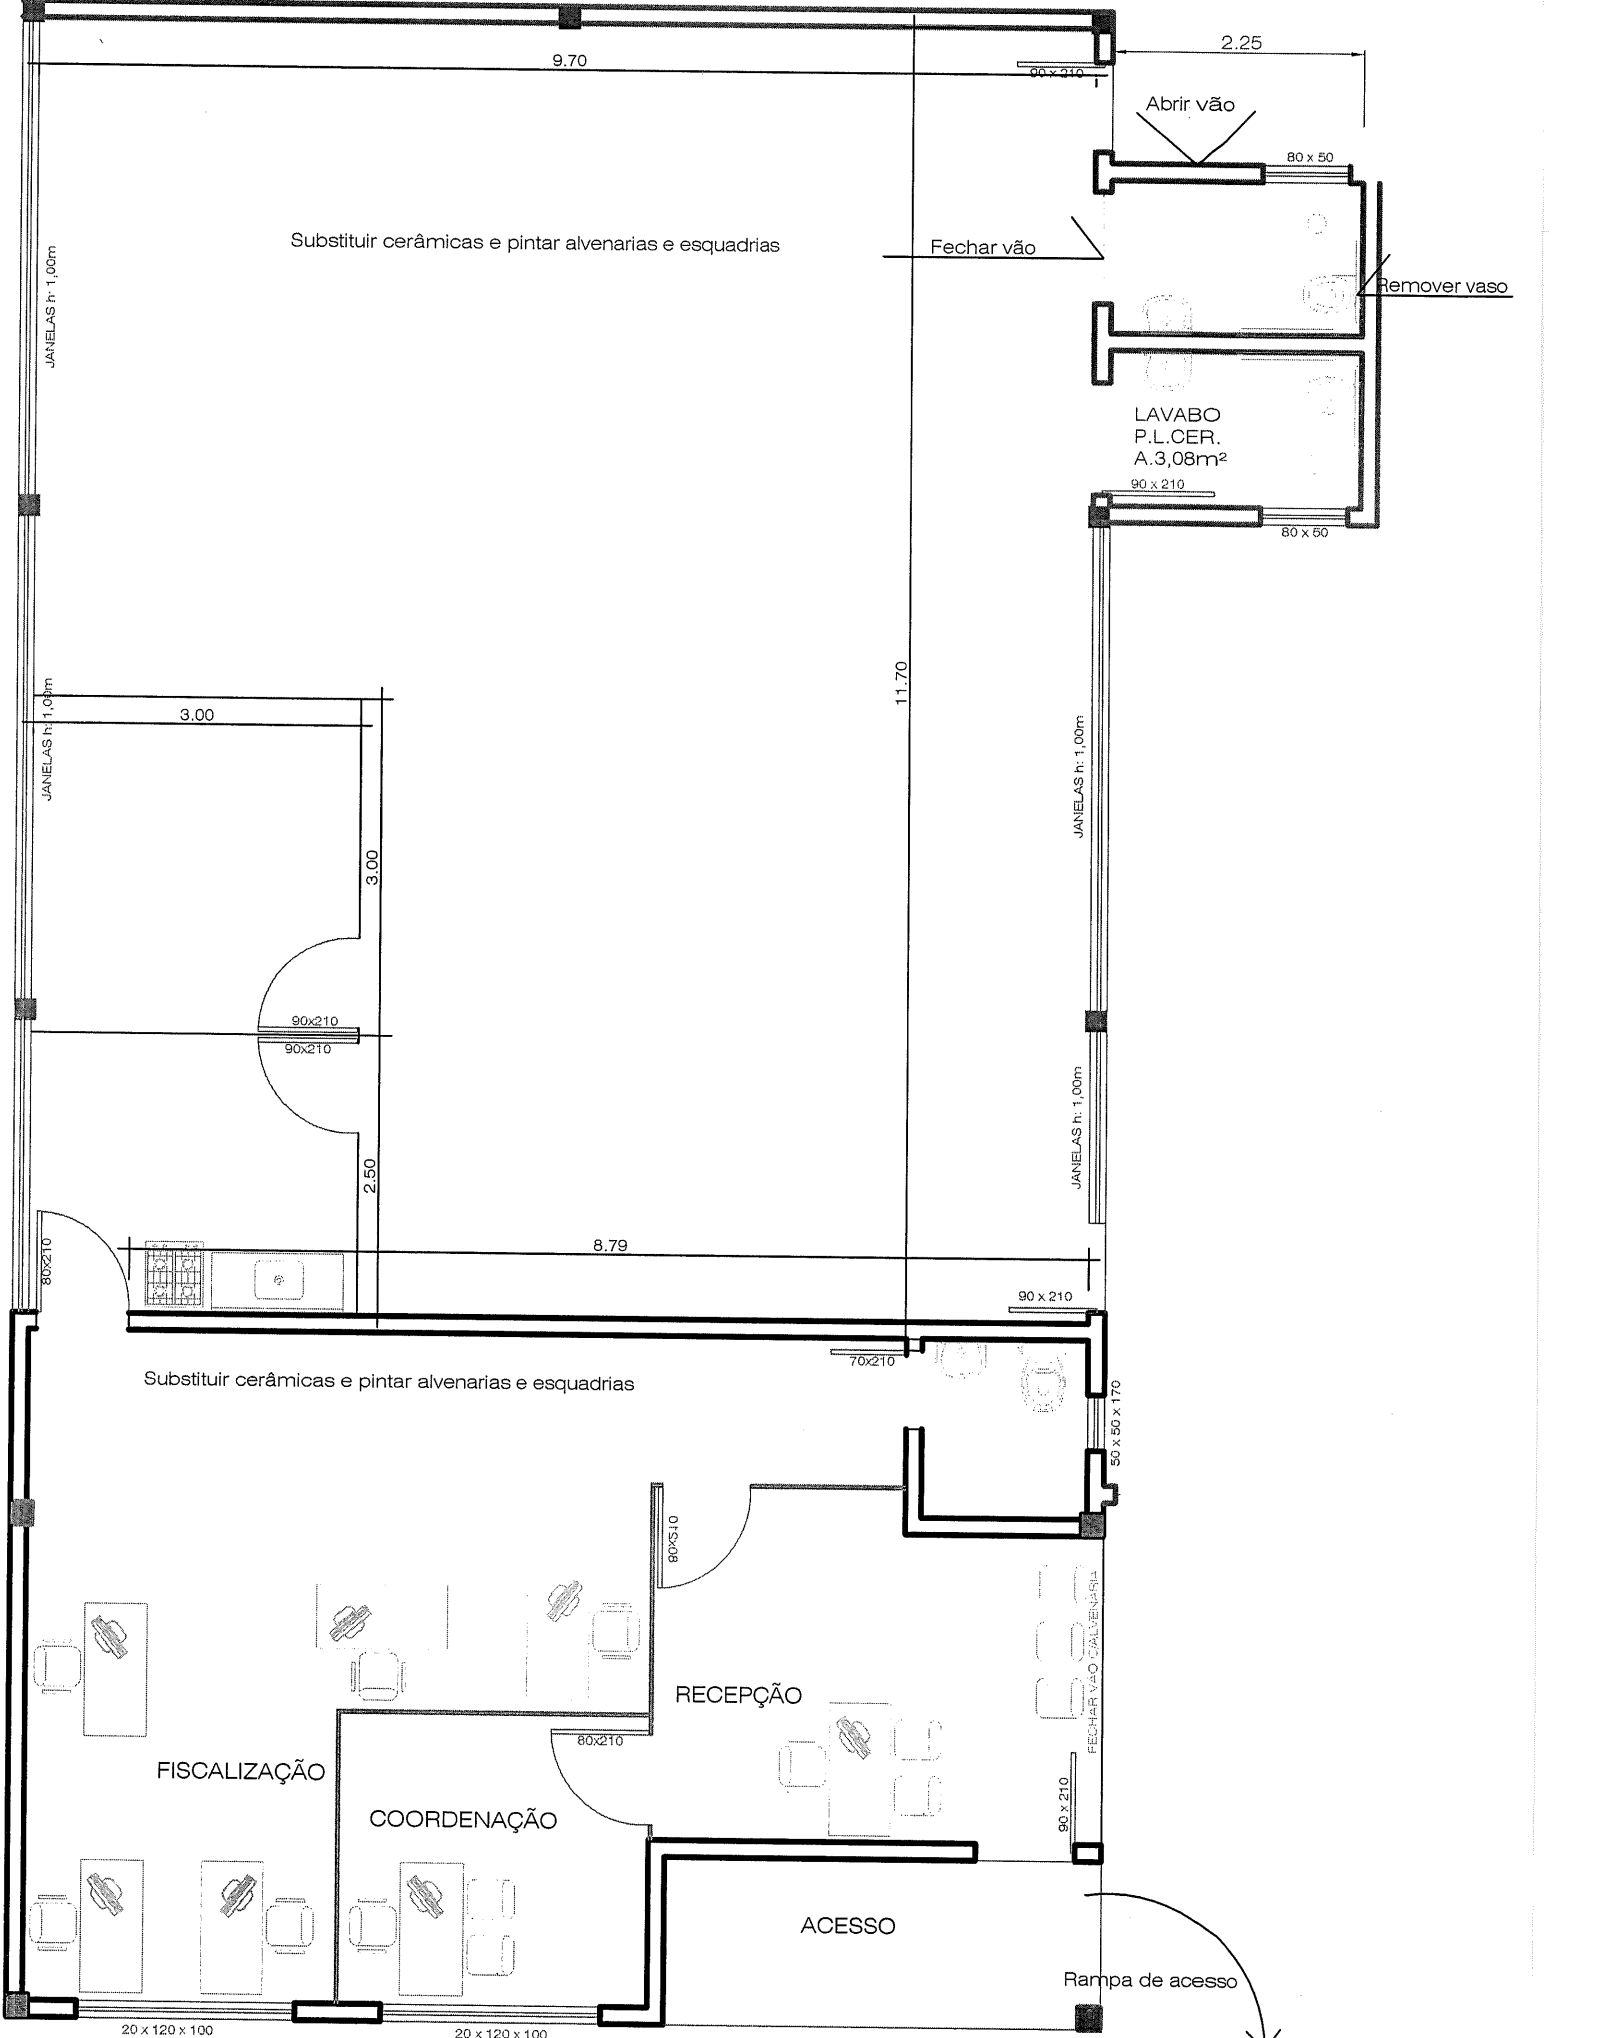 2.25
9.70
90 x 210
Abrir vão
80 x 50
Substituir cerâmicas e pintar alvenarias e esquadrias
Fechar vão
Remover vaso
JANELAS h: 1,00m
LAVABO
P.L.CER.
A.3,08m²
90 x 210
80 x 50
11.70
JANELAS h: 1,00m
3.00
JANELAS h: 1,00m
3.00
90x210
90x210
JANELAS h: 1,00m
2.50
80x210
8.79
90 x 210
70x210
Substituir cerâmicas e pintar alvenarias e esquadrias
50 x 50 x 170
80x210
FECHAR VÃO C/ALVENARIA
RECEPÇÃO
80x210
FISCALIZAÇÃO
COORDENAÇÃO
90 x 210
ACESSO
Rampa de acesso
20 x 120 x 100
20 x 120 x 100